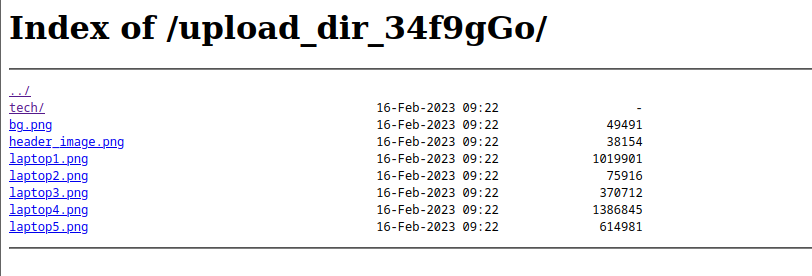 Index of /upload_dir_34f9gGo/
../
tech/ 16-Feb-2023 09:22 -
bg.png 16-Feb-2023 09:22 49491
header_image.png 16-Feb-2023 09:22 38154
laptop1.png 16-Feb-2023 09:22 1019901
laptop2.png 16-Feb-2023 09:22 75916
laptop3.png 16-Feb-2023 09:22 370712
laptop4.png 16-Feb-2023 09:22 1386845
laptop5.png 16-Feb-2023 09:22 614981